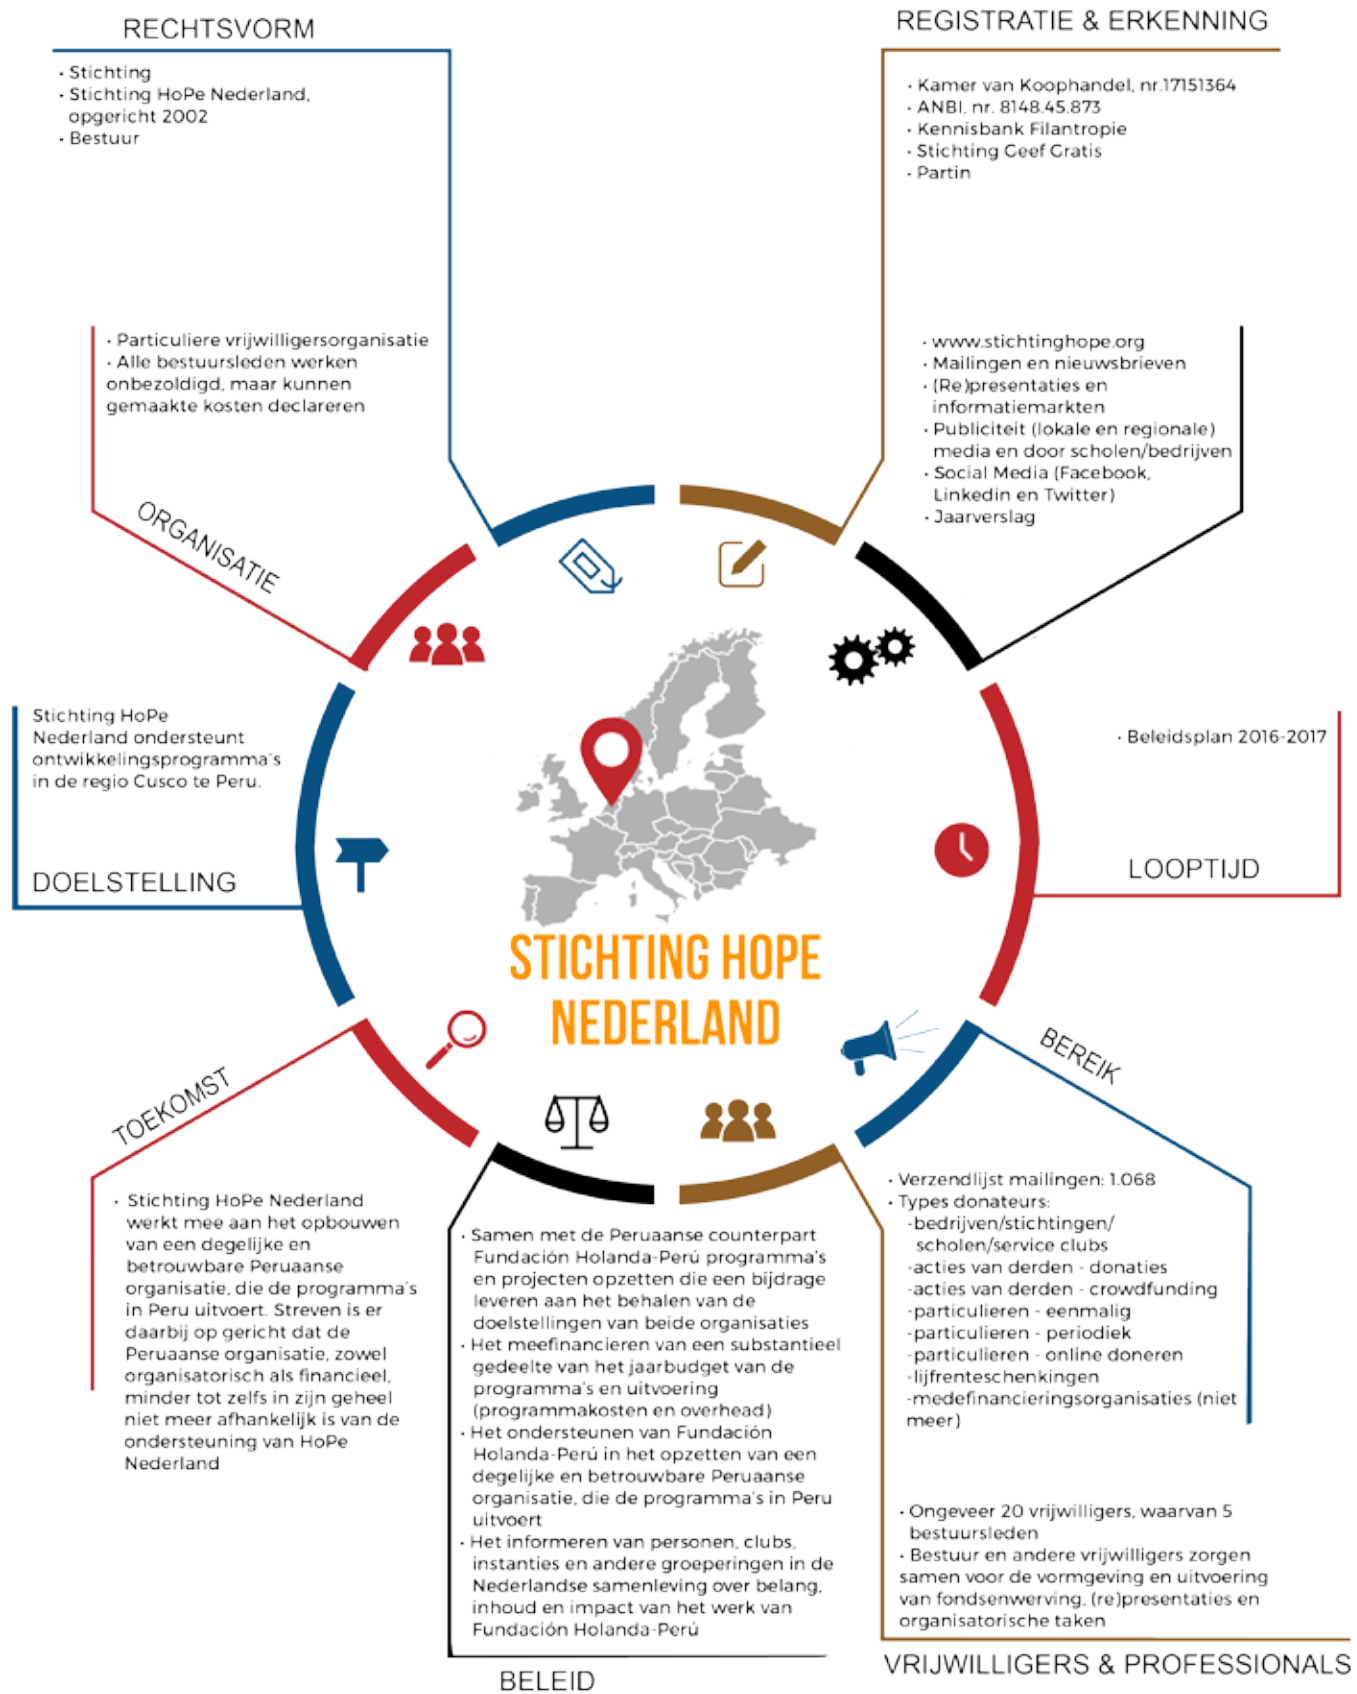 RECHTSVORM
· Stichting
· Stichting HoPe Nederland,
opgericht 2002
· Bestuur
REGISTRATIE & ERKENNING
· Kamer van Koophandel, nr.17151364
· ANBI, nr. 8148.45.873
· Kennisbank Filantropie
· Stichting Geef Gratis
· Partin
· Particuliere vrijwilligersorganisatie
· Alle bestuursleden werken
onbezoldigd, maar kunnen
gemaakte kosten declareren
ORGANISATIE
· www.stichtinghope.org
· Mailingen en nieuwsbrieven
· (Re)presentaties en
informatiemarkten
· Publiciteit (lokale en regionale)
media en door scholen/bedrijven
· Social Media (Facebook,
Linkedin en Twitter)
· Jaarverslag
Stichting HoPe
Nederland ondersteunt
ontwikkelingsprogramma's
in de regio Cusco te Peru.
DOELSTELLING
· Beleidsplan 2016-2017
LOOPTIJD
STICHTING HOPE
NEDERLAND
TOEKOMST
· Stichting HoPe Nederland
werkt mee aan het opbouwen
van een degelijke en
betrouwbare Peruaanse
organisatie, die de programma's
in Peru uitvoert. Streven is er
daarbij op gericht dat de
Peruaanse organisatie, zowel
organisatorisch als financieel,
minder tot zelfs in zijn geheel
niet meer afhankelijk is van de
ondersteuning van HoPe
Nederland
· Samen met de Peruaanse counterpart
Fundación Holanda-Perú programma's
en projecten opzetten die een bijdrage
leveren aan het behalen van de
doelstellingen van beide organisaties
· Het meefinancieren van een substantieel
gedeelte van het jaarbudget van de
programma's en uitvoering
(programmakosten en overhead)
· Het ondersteunen van Fundación
Holanda-Perú in het opzetten van een
degelijke en betrouwbare Peruaanse
organisatie, die de programma's in Peru
uitvoert
· Het informeren van personen, clubs,
instanties en andere groeperingen in de
Nederlandse samenleving over belang,
inhoud en impact van het werk van
Fundación Holanda-Perú
BELEID
BEREIK
· Verzendlijst mailingen: 1.068
· Types donateurs:
-bedrijven/stichtingen/
scholen/service clubs
-acties van derden - donaties
-acties van derden - crowdfunding
-particulieren - eenmalig
-particulieren - periodiek
-particulieren - online doneren
-lijfrenteschenkingen
-medefinancieringsorganisaties (niet
meer)
· Ongeveer 20 vrijwilligers, waarvan 5
bestuursleden
· Bestuur en andere vrijwilligers zorgen
samen voor de vormgeving en uitvoering
van fondsenwerving, (re)presentaties en
organisatorische taken
VRIJWILLIGERS & PROFESSIONALS